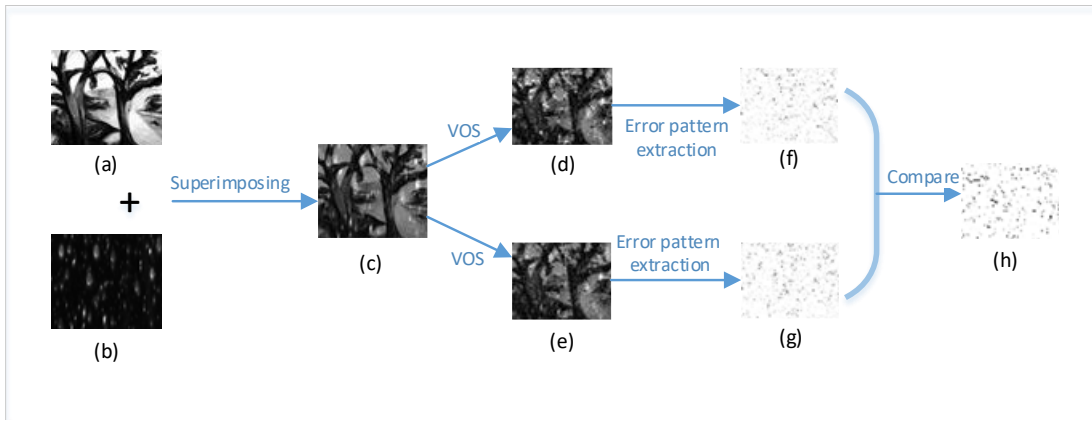 (a)
+
(b)
Superimposing
(c)
VOS
VOS
(d)
(e)
Error pattern
extraction
Error pattern
extraction
(f)
(g)
Compare
(h)